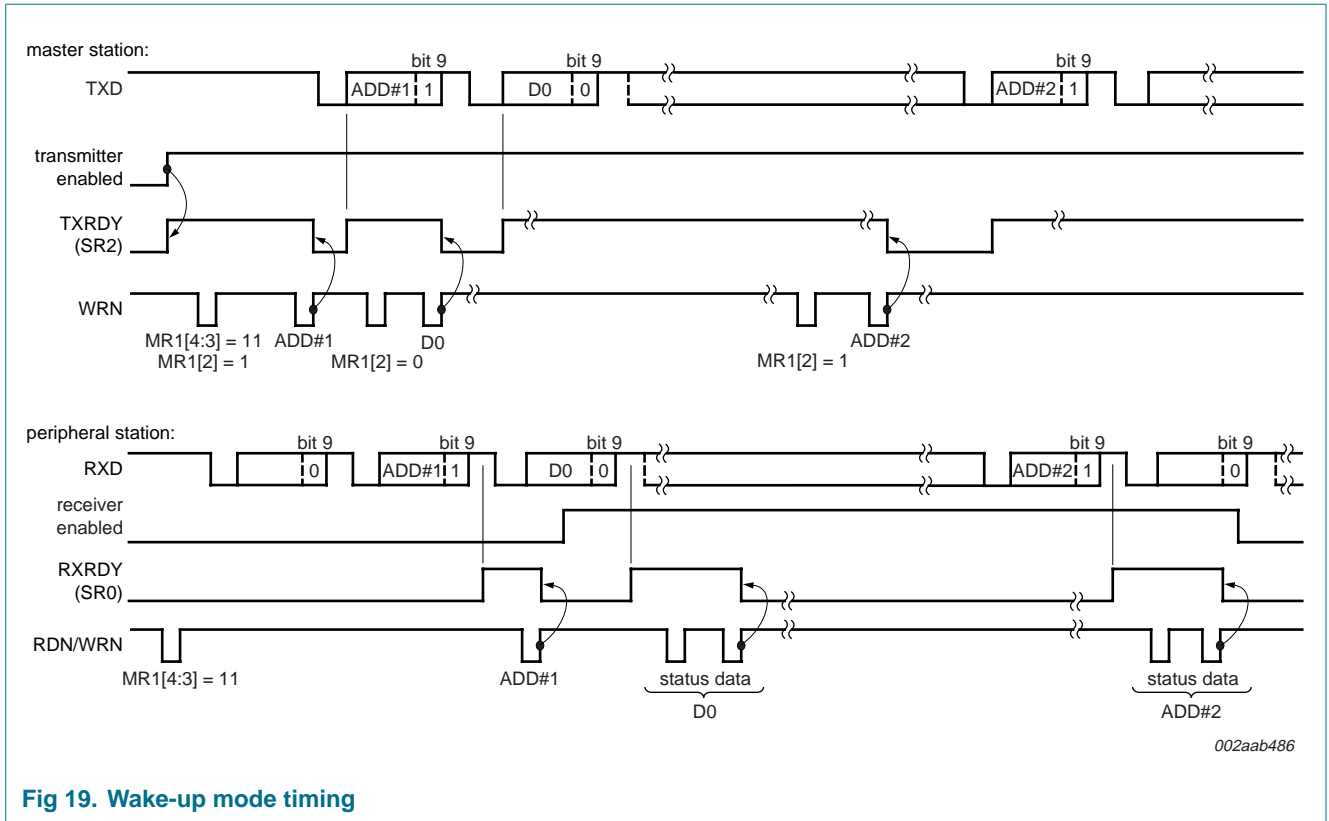 master station:
bit 9 bit 9 bit 9
TXD ADD#1 1 D0 0 ADD#2 1
transmitter
enabled
TXRDY
(SR2)
WRN
MR1[4:3] = 11 ADD#1 D0 ADD#2
MR1[2] = 1 MR1[2] = 0 MR1[2] = 1
peripheral station:
bit 9 bit 9 bit 9 bit 9 bit 9
RXD 0 ADD#1 1 D0 0 ADD#2 1 0
receiver
enabled
RXRDY
(SR0)
RDN/WRN
MR1[4:3] = 11 ADD#1 status data status data
D0 ADD#2
002aab486
Fig 19. Wake-up mode timing